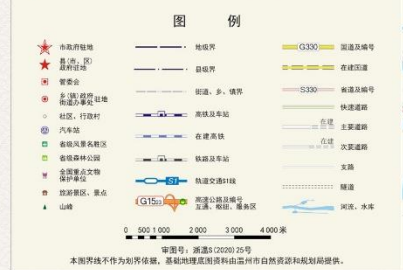 图 例
市政府驻地
县(市、区)
政府驻地
管委会
乡(镇)政府
街道办事处 驻地
社区、行政村
汽车站
省级风景名胜区
省级森林公园
全国重点文物
保护单位
旅游景区、景点
山峰
地级界
县级界
街道、乡、镇界
高铁及车站
在建高铁
铁路及车站
S1 轨道交通S1线
G1523 高速公路及编号
互通、枢纽、服务区
G330 国道及编号
在建国道
S330 省道及编号
快速道路
在建 主要道路
在建 次要道路
支路
隧道
河流、水库
0 500 1 000 2 000 3 000 4 000 米
审图号：浙温S(2020)25号
本图界线不作为划界依据，基础地理底图资料由温州市自然资源和规划局提供。